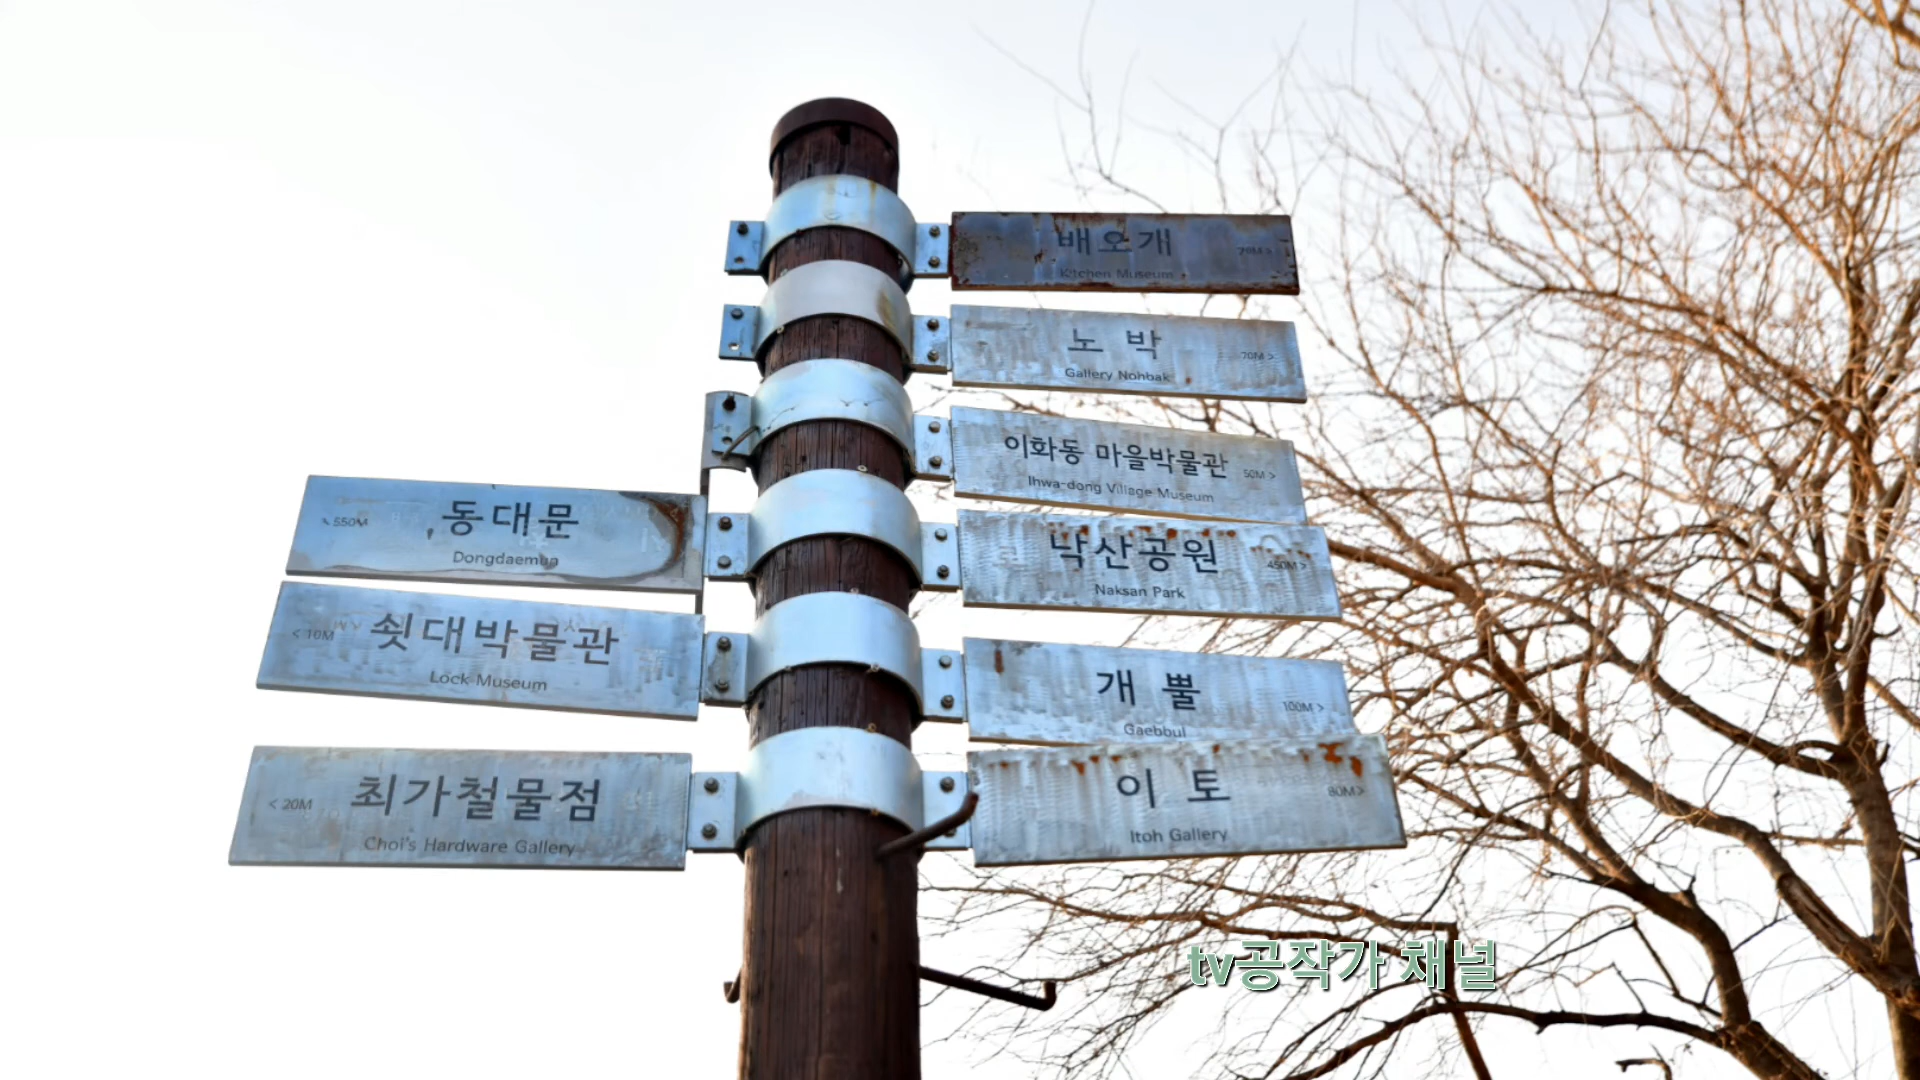 배오개
70M >
Kitchen Museum
노 박
70M >
Gallery Nohbak
이화동 마을박물관
50M >
Ihwa-dong Village Museum
< 550M
동대문
Dongdaemun
낙산공원
450M >
Naksan Park
< 10M
쇳대박물관
Lock Museum
개 뿔
100M >
Gaebbul
< 20M
최가철물점
Choi's Hardware Gallery
이 토
80M >
Itoh Gallery
tv공작가 채널